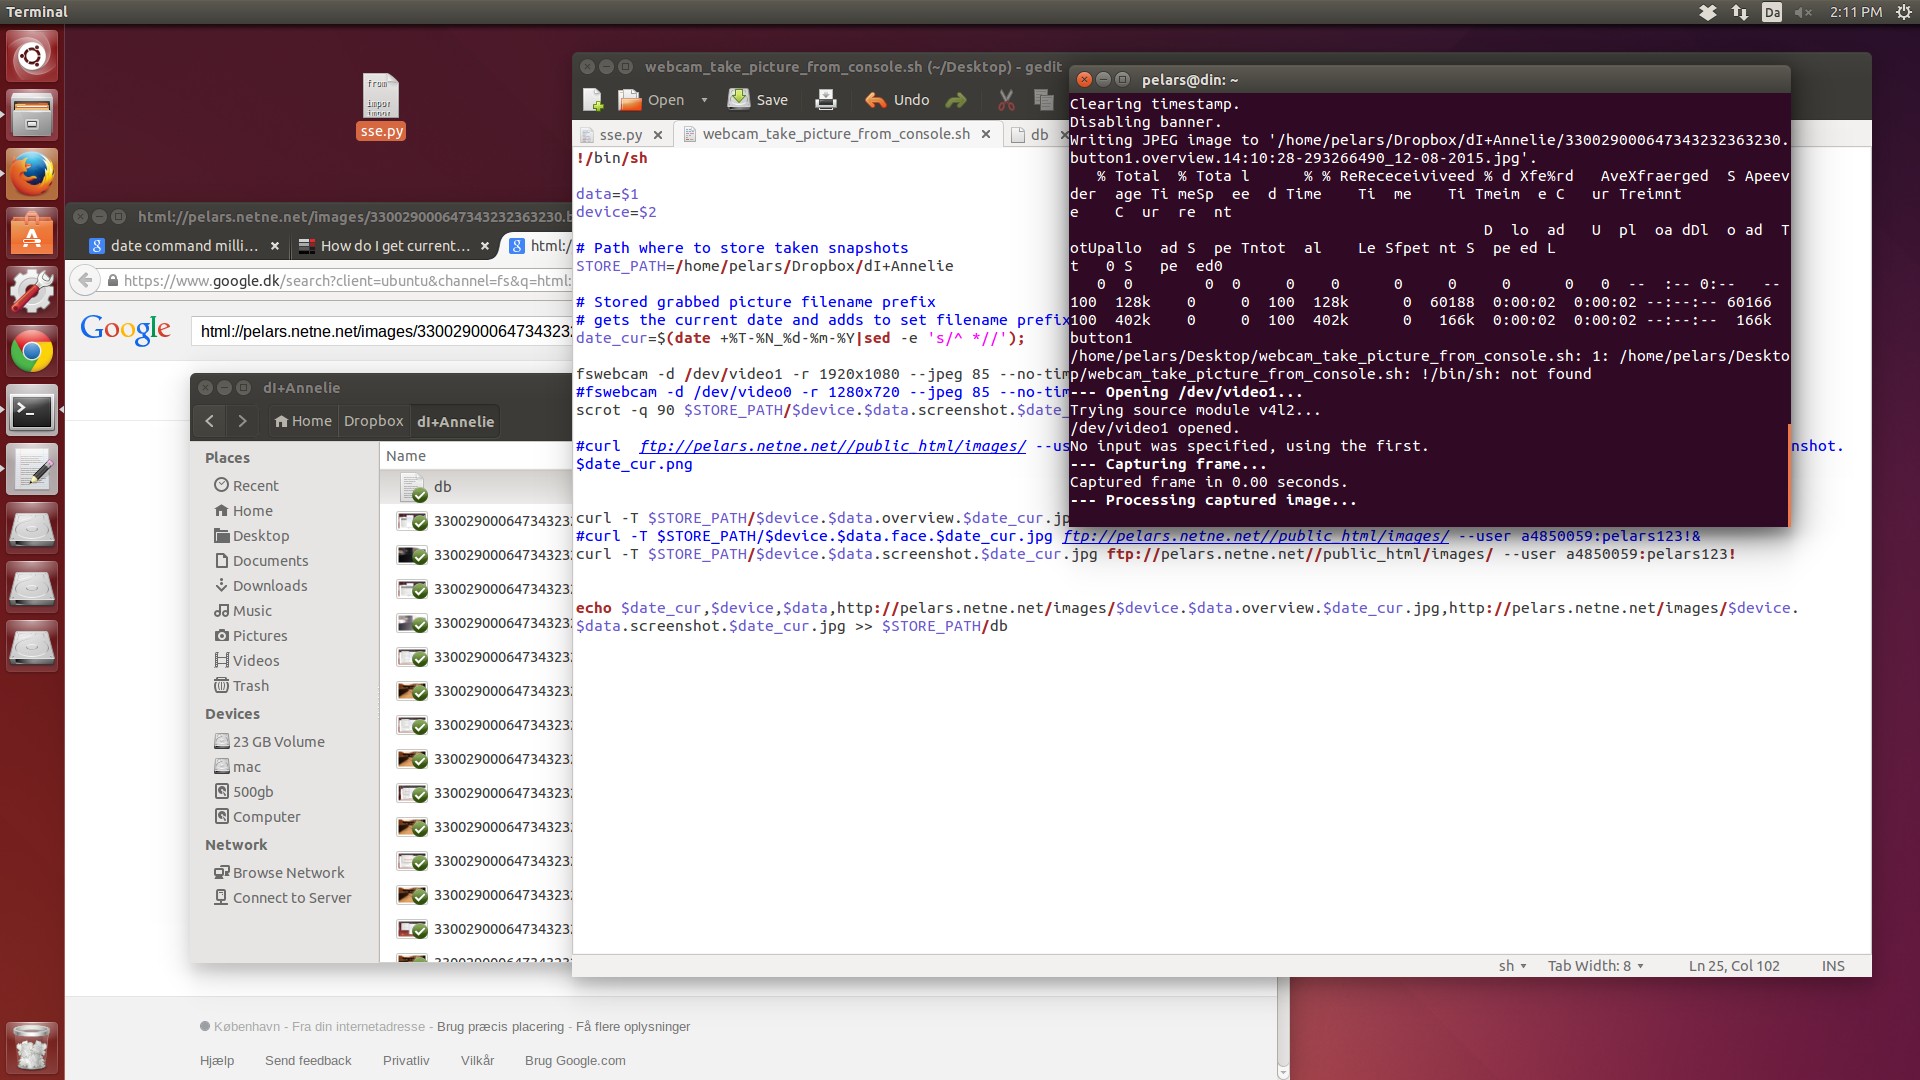 Terminal
Da
2:11 PM
from
impor
impor
sse.py
webcam_take_picture_from_console.sh (~/Desktop) - gedit
Open
Save
Undo
sse.py
webcam_take_picture_from_console.sh
db
!/bin/sh
data=$1
device=$2
# Path where to store taken snapshots
STORE_PATH=/home/pelars/Dropbox/dI+Annelie
# Stored grabbed picture filename prefix
# gets the current date and adds to set filename prefix
date_cur=$(date +%T-%N_%d-%m-%Y|sed -e 's/^ *//');
fswebcam -d /dev/video1 -r 1920x1080 --jpeg 85 --no-tim
#fswebcam -d /dev/video0 -r 1280x720 --jpeg 85 --no-tim
scrot -q 90 $STORE_PATH/$device.$data.screenshot.$date_
#curl  ftp://pelars.netne.net//public_html/images/ --us
nshot.
$date_cur.png
curl -T $STORE_PATH/$device.$data.overview.$date_cur.jp
#curl -T $STORE_PATH/$device.$data.face.$date_cur.jpg ftp://pelars.netne.net//public_html/images/ --user a4850059:pelars123!&
curl -T $STORE_PATH/$device.$data.screenshot.$date_cur.jpg ftp://pelars.netne.net//public_html/images/ --user a4850059:pelars123!
echo $date_cur,$device,$data,http://pelars.netne.net/images/$device.$data.overview.$date_cur.jpg,http://pelars.netne.net/images/$device.
$data.screenshot.$date_cur.jpg >> $STORE_PATH/db
sh
Tab Width: 8
Ln 25, Col 102
INS
pelars@din: ~
Clearing timestamp.
Disabling banner.
Writing JPEG image to '/home/pelars/Dropbox/dI+Annelie/330029000647343232363230.
button1.overview.14:10:28-293266490_12-08-2015.jpg'.
% Total  % Tota l      % % ReRececeiviveed % d Xfe%rd   AveXfraerged  S Apeev
der  age Ti meSp  ee  d Time    Ti  me    Ti Tmeim  e C   ur Treimnt
e    C  ur  re  nt
D  lo  ad   U  pl  oa dDl  o ad  T
otUpallo  ad S  pe Tntot  al    Le Sfpet nt S  pe ed L
t   0 S   pe  ed0
0  0        0  0     0     0       0      0      0   0  --  :-- 0:--   --
100  128k    0     0  100  128k      0  60188  0:00:02  0:00:02 --:--:-- 60166
100  402k    0     0  100  402k      0   166k  0:00:02  0:00:02 --:--:--  166k
button1
/home/pelars/Desktop/webcam_take_picture_from_console.sh: 1: /home/pelars/Deskto
p/webcam_take_picture_from_console.sh: !/bin/sh: not found
--- Opening /dev/video1...
Trying source module v4l2...
/dev/video1 opened.
No input was specified, using the first.
--- Capturing frame...
Captured frame in 0.00 seconds.
--- Processing captured image...
html://pelars.netne.net/images/330029000647343232363230.b
date command milli...
How do I get current...
html:/
https://www.google.dk/search?client=ubuntu&channel=fs&q=html:
Google
html://pelars.netne.net/images/33002900064734323
dI+Annelie
Home
Dropbox
dI+Annelie
Places
Recent
Home
Desktop
Documents
Downloads
Music
Pictures
Videos
Trash
Devices
23 GB Volume
mac
500gb
Computer
Network
Browse Network
Connect to Server
Name
db
3300290006473432323
3300290006473432323
3300290006473432323
3300290006473432323
3300290006473432323
3300290006473432323
3300290006473432323
3300290006473432323
3300290006473432323
3300290006473432323
3300290006473432323
3300290006473432323
3300290006473432323
3300290006473432323
København - Fra din internetadresse - Brug præcis placering - Få flere oplysninger
Hjælp
Send feedback
Privatliv
Vilkår
Brug Google.com